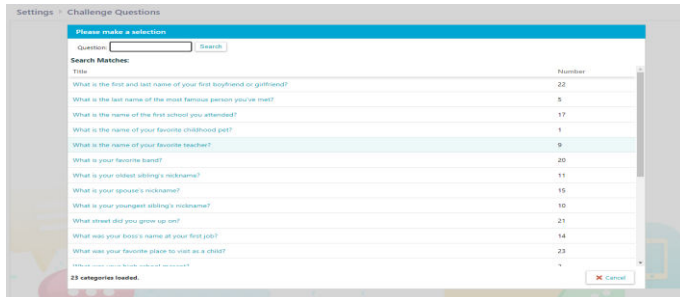 Settings > Challenge Questions
Please make a selection
Question: Search
Search Matches:
Title Number
What is the first and last name of your first boyfriend or girlfriend? 22
What is the last name of the most famous person you've met? 5
What is the name of the first school you attended? 17
What is the name of your favorite childhood pet? 1
What is the name of your favorite teacher? 9
What is your favorite band? 20
What is your oldest sibling's nickname? 11
What is your spouse's nickname? 15
What is your youngest sibling's nickname? 10
What street did you grow up on? 21
What was your boss's name at your first job? 14
What was your favorite place to visit as a child? 23
What was your high school mascot?
23 categories loaded. Cancel